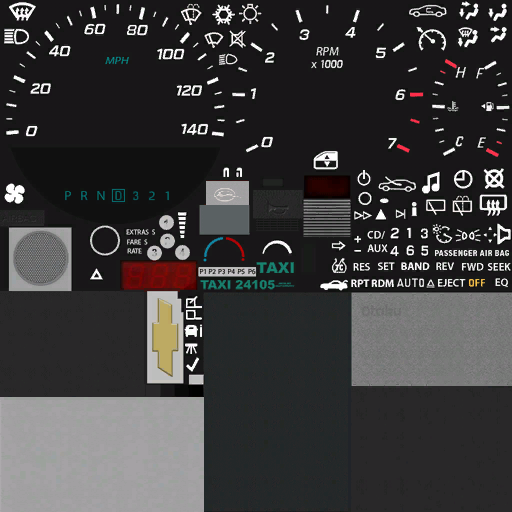 60 80
40 100
MPH
20 120
0 140
3 4
2 RPM 5
x 1000
1 6
0 7
H F
C E
P R N D 3 2 1
EXTRAS S
FARE S
RATE
P1 P2 P3 P4 P5 P6
TAXI
TAXI 24105
+ CD/ 2 1 3
- AUX 4 6 5 PASSENGER AIR BAG
RES SET BAND REV FWD SEEK
RPT RDM AUTO EJECT OFF EQ